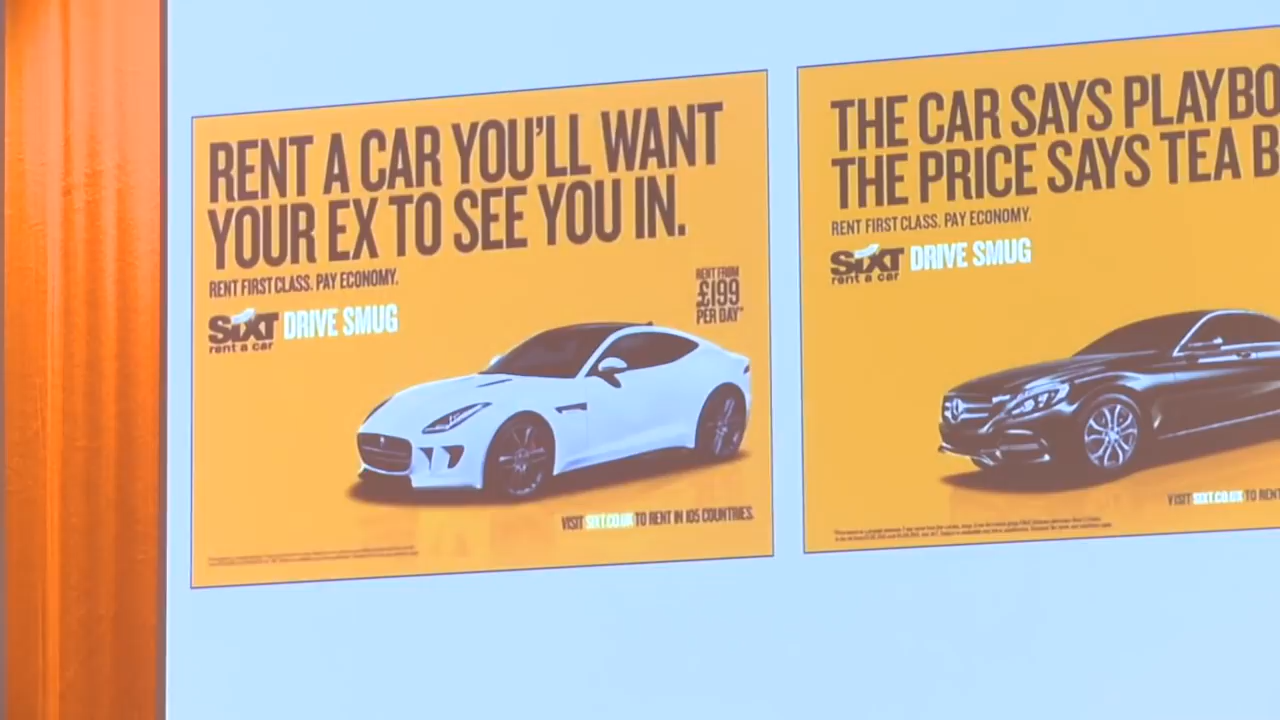 RENT A CAR YOU'LL WANT
YOUR EX TO SEE YOU IN.
RENT FIRST CLASS. PAY ECONOMY.
SIXT
rent a car
DRIVE SMUG
RENT FROM
£199
PER DAY*
VISIT SIXT.CO.UK TO RENT IN 105 COUNTRIES.
THE CAR SAYS PLAYBO
THE PRICE SAYS TEA B
RENT FIRST CLASS. PAY ECONOMY.
SIXT
rent a car
DRIVE SMUG
VISIT SIXT.CO.UK TO RENT